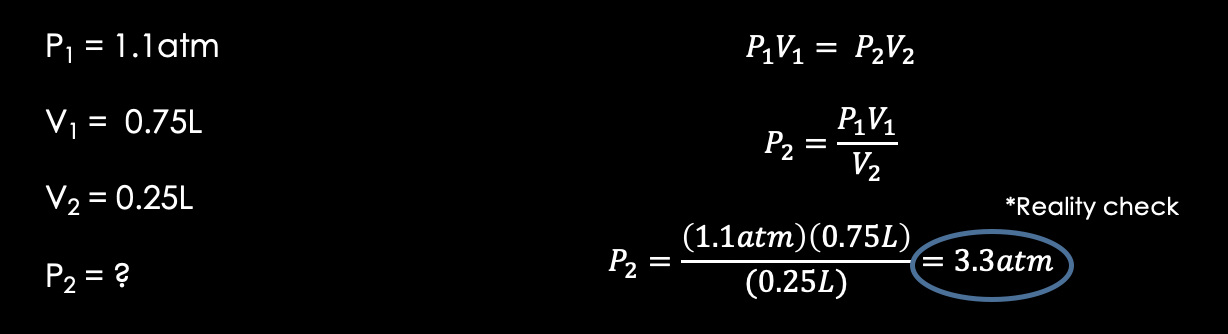 P₁ = 1.1atm
V₁ = 0.75L
V₂ = 0.25L
P₂ = ?
P₁V₁ = P₂V₂
P₂ = P₁V₁ / V₂
*Reality check
P₂ = (1.1atm)(0.75L) / (0.25L) = 3.3atm